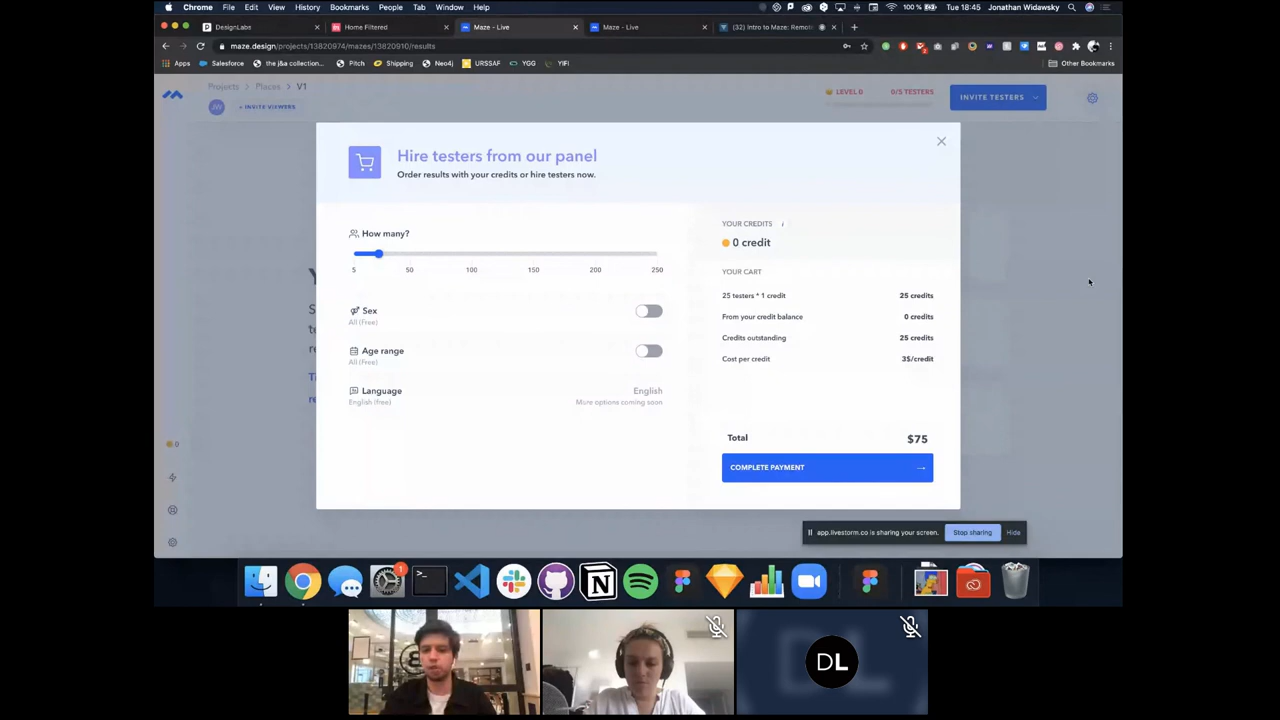 Chrome File Edit View History Bookmarks People Tab Window Help 100 % Tue 18:45 Jonathan Widawsky
DesignLabs Home Filtered Maze - Live Maze - Live (32) Intro to Maze: Remot
maze.design/projects/13820974/mazes/13820910/results
Apps Salesforce the j&a collection... Pitch Shipping Neo4j URSSAF YGG YIFI Other Bookmarks
Projects > Places > V1
JW + INVITE VIEWERS
LEVEL 0 0/5 TESTERS INVITE TESTERS
Hire testers from our panel
Order results with your credits or hire testers now.
How many?
5 50 100 150 200 250
Sex
All (Free)
Age range
All (Free)
Language English
English (free) More options coming soon
YOUR CREDITS i
0 credit
YOUR CART
25 testers * 1 credit 25 credits
From your credit balance 0 credits
Credits outstanding 25 credits
Cost per credit 3$/credit
Total $75
COMPLETE PAYMENT →
0
app.livestorm.co is sharing your screen. Stop sharing Hide
1
DL